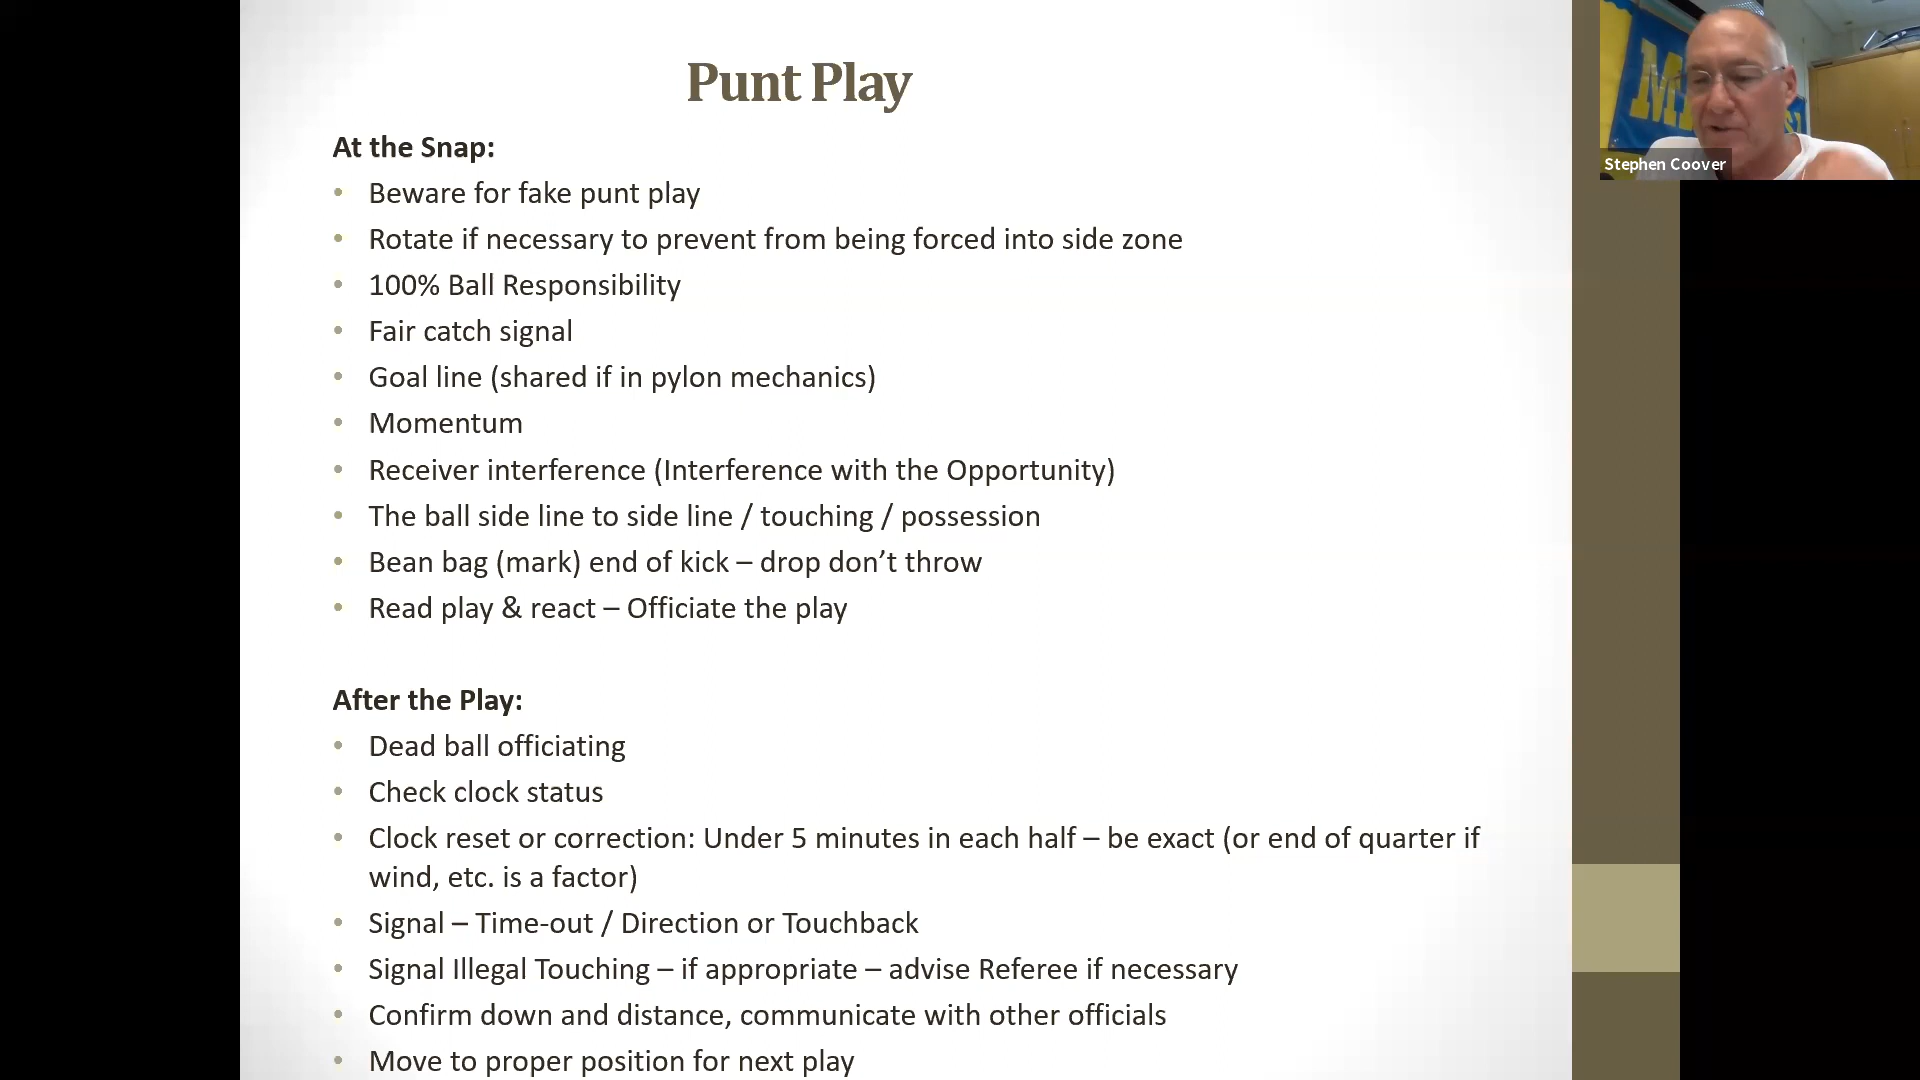 Punt Play
Stephen Coover
At the Snap:
• Beware for fake punt play
• Rotate if necessary to prevent from being forced into side zone
• 100% Ball Responsibility
• Fair catch signal
• Goal line (shared if in pylon mechanics)
• Momentum
• Receiver interference (Interference with the Opportunity)
• The ball side line to side line / touching / possession
• Bean bag (mark) end of kick – drop don’t throw
• Read play & react – Officiate the play
After the Play:
• Dead ball officiating
• Check clock status
• Clock reset or correction: Under 5 minutes in each half – be exact (or end of quarter if
wind, etc. is a factor)
• Signal – Time-out / Direction or Touchback
• Signal Illegal Touching – if appropriate – advise Referee if necessary
• Confirm down and distance, communicate with other officials
• Move to proper position for next play